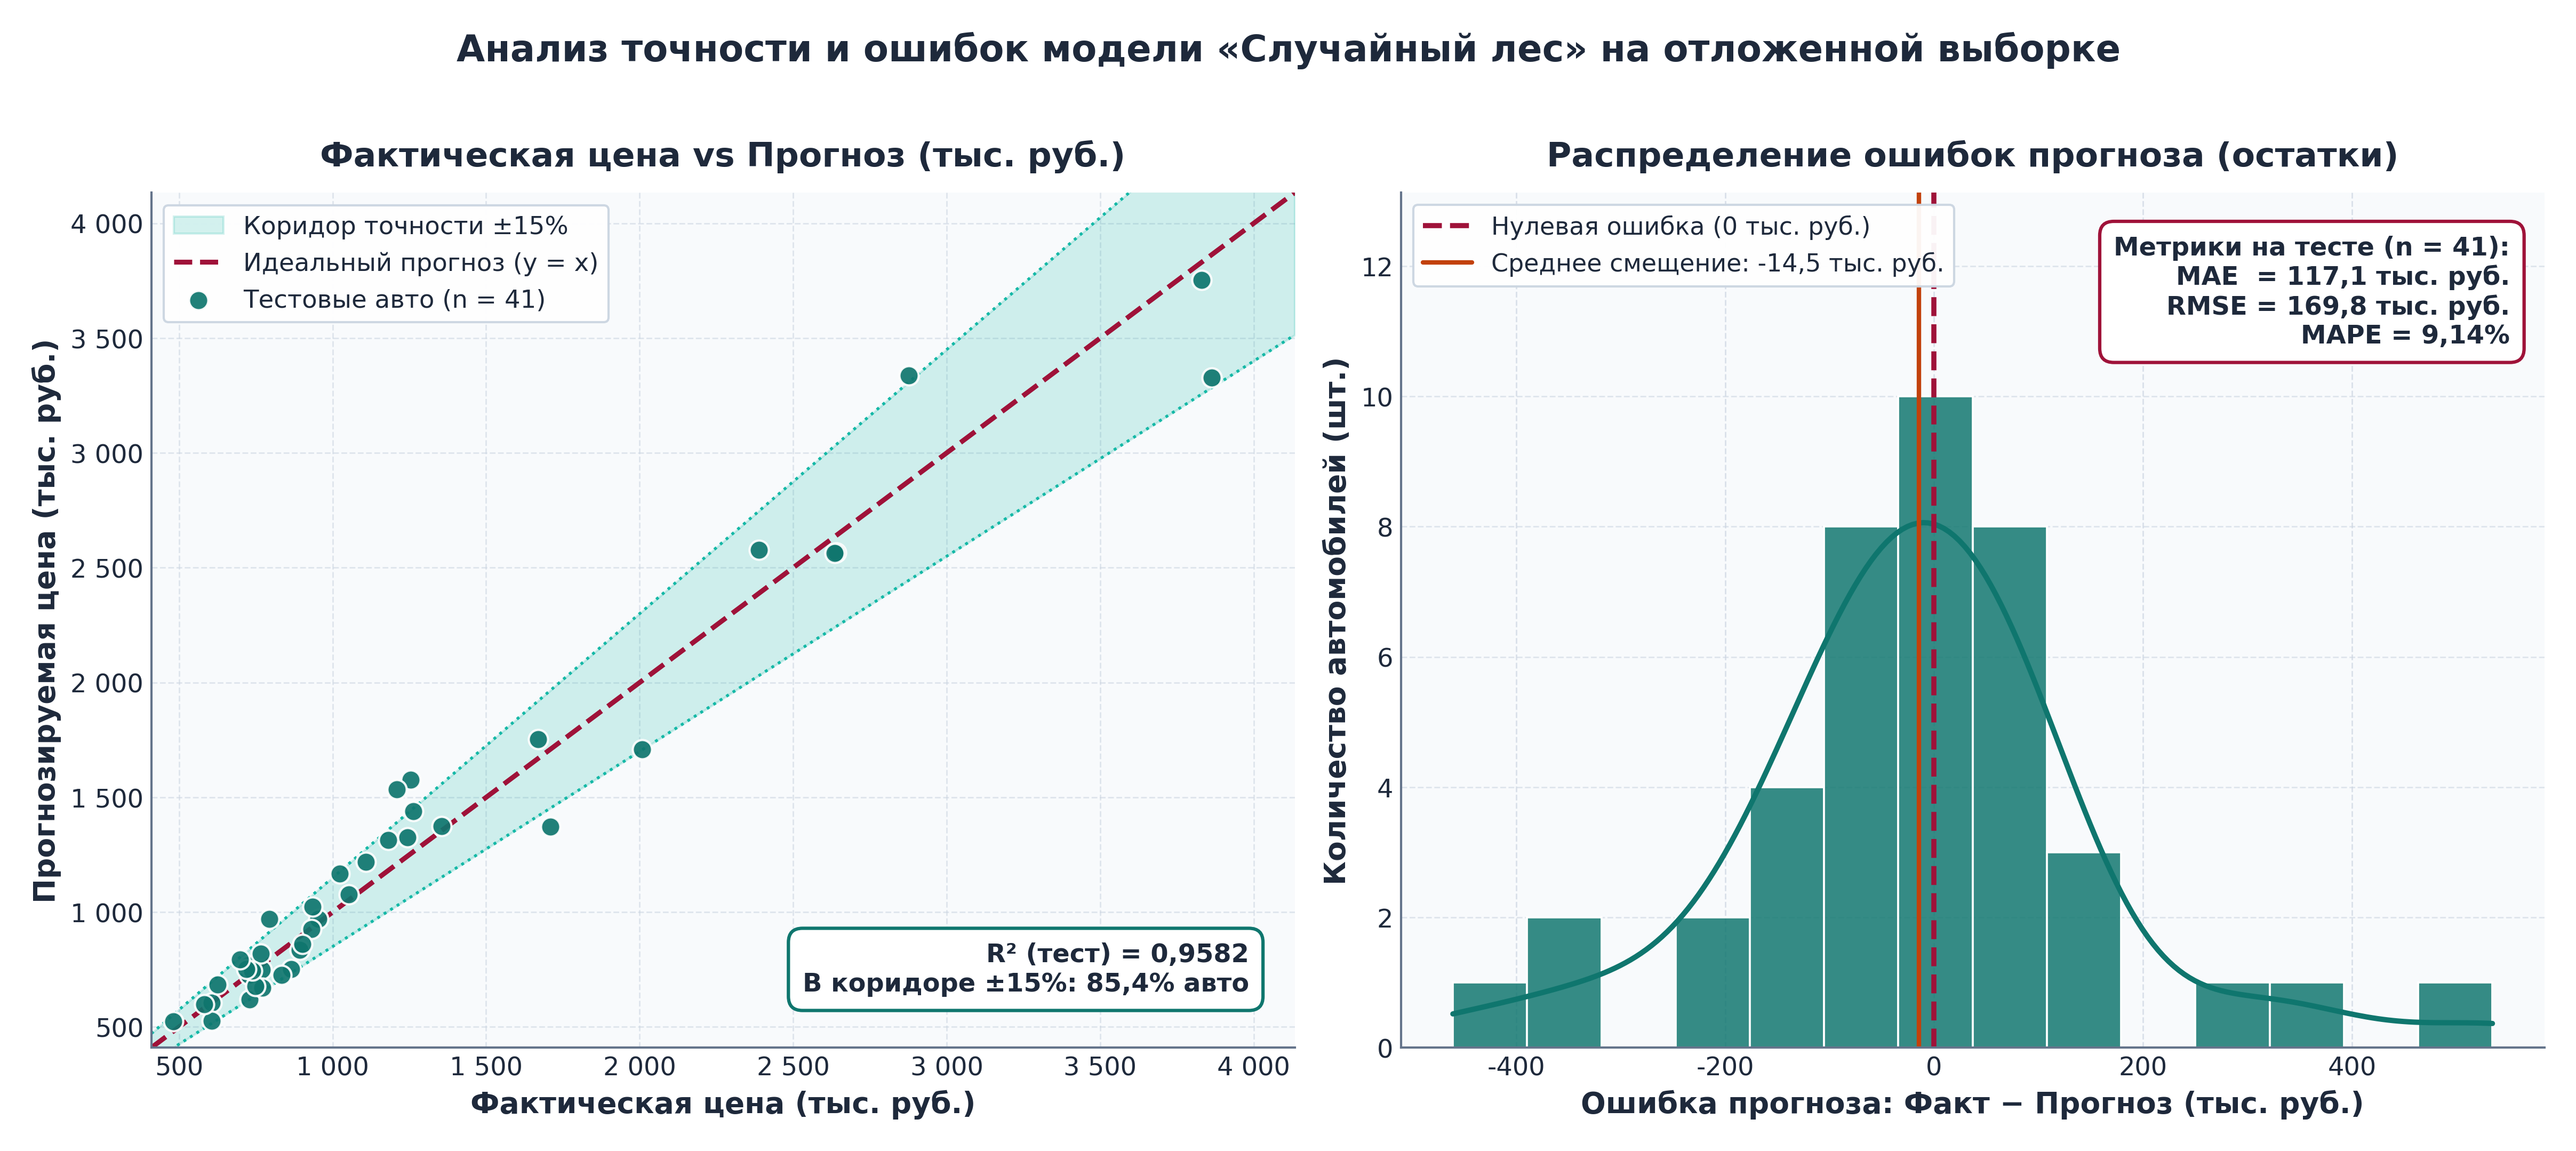 Анализ точности и ошибок модели «Случайный лес» на отложенной выборке
Фактическая цена vs Прогноз (тыс. руб.)
Коридор точности ±15%
Идеальный прогноз (y = x)
Тестовые авто (n = 41)
Прогнозируемая цена (тыс. руб.)
4 000
3 500
3 000
2 500
2 000
1 500
1 000
500
R² (тест) = 0,9582
В коридоре ±15%: 85,4% авто
500 1 000 1 500 2 000 2 500 3 000 3 500 4 000
Фактическая цена (тыс. руб.)
Распределение ошибок прогноза (остатки)
Нулевая ошибка (0 тыс. руб.)
Среднее смещение: -14,5 тыс. руб.
Метрики на тесте (n = 41):
MAE  = 117,1 тыс. руб.
RMSE = 169,8 тыс. руб.
MAPE = 9,14%
Количество автомобилей (шт.)
12
10
8
6
4
2
0
-400 -200 0 200 400
Ошибка прогноза: Факт − Прогноз (тыс. руб.)